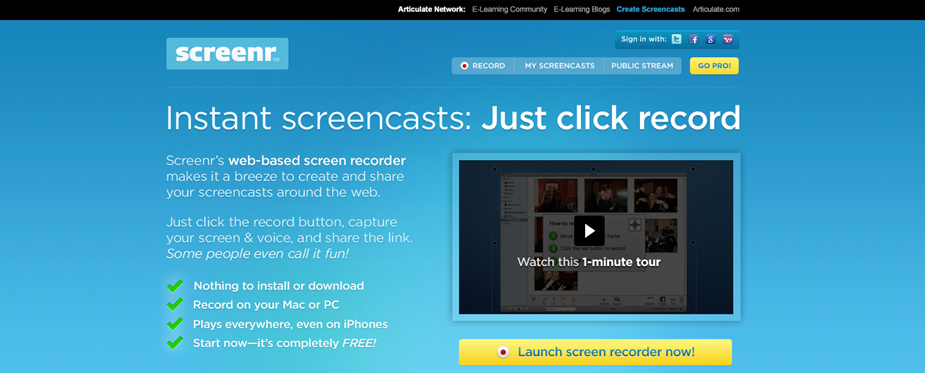 Articulate Network: E-Learning Community E-Learning Blogs Create Screencasts Articulate.com
Sign in with:
screenr
RECORD MY SCREENCASTS PUBLIC STREAM GO PRO!
Instant screencasts: Just click record
Screenr's web-based screen recorder
makes it a breeze to create and share
your screencasts around the web.
Just click the record button, capture
your screen & voice, and share the link.
Some people even call it fun!
Nothing to install or download
Record on your Mac or PC
Plays everywhere, even on iPhones
Start now—it's completely FREE!
Watch this 1-minute tour
Launch screen recorder now!